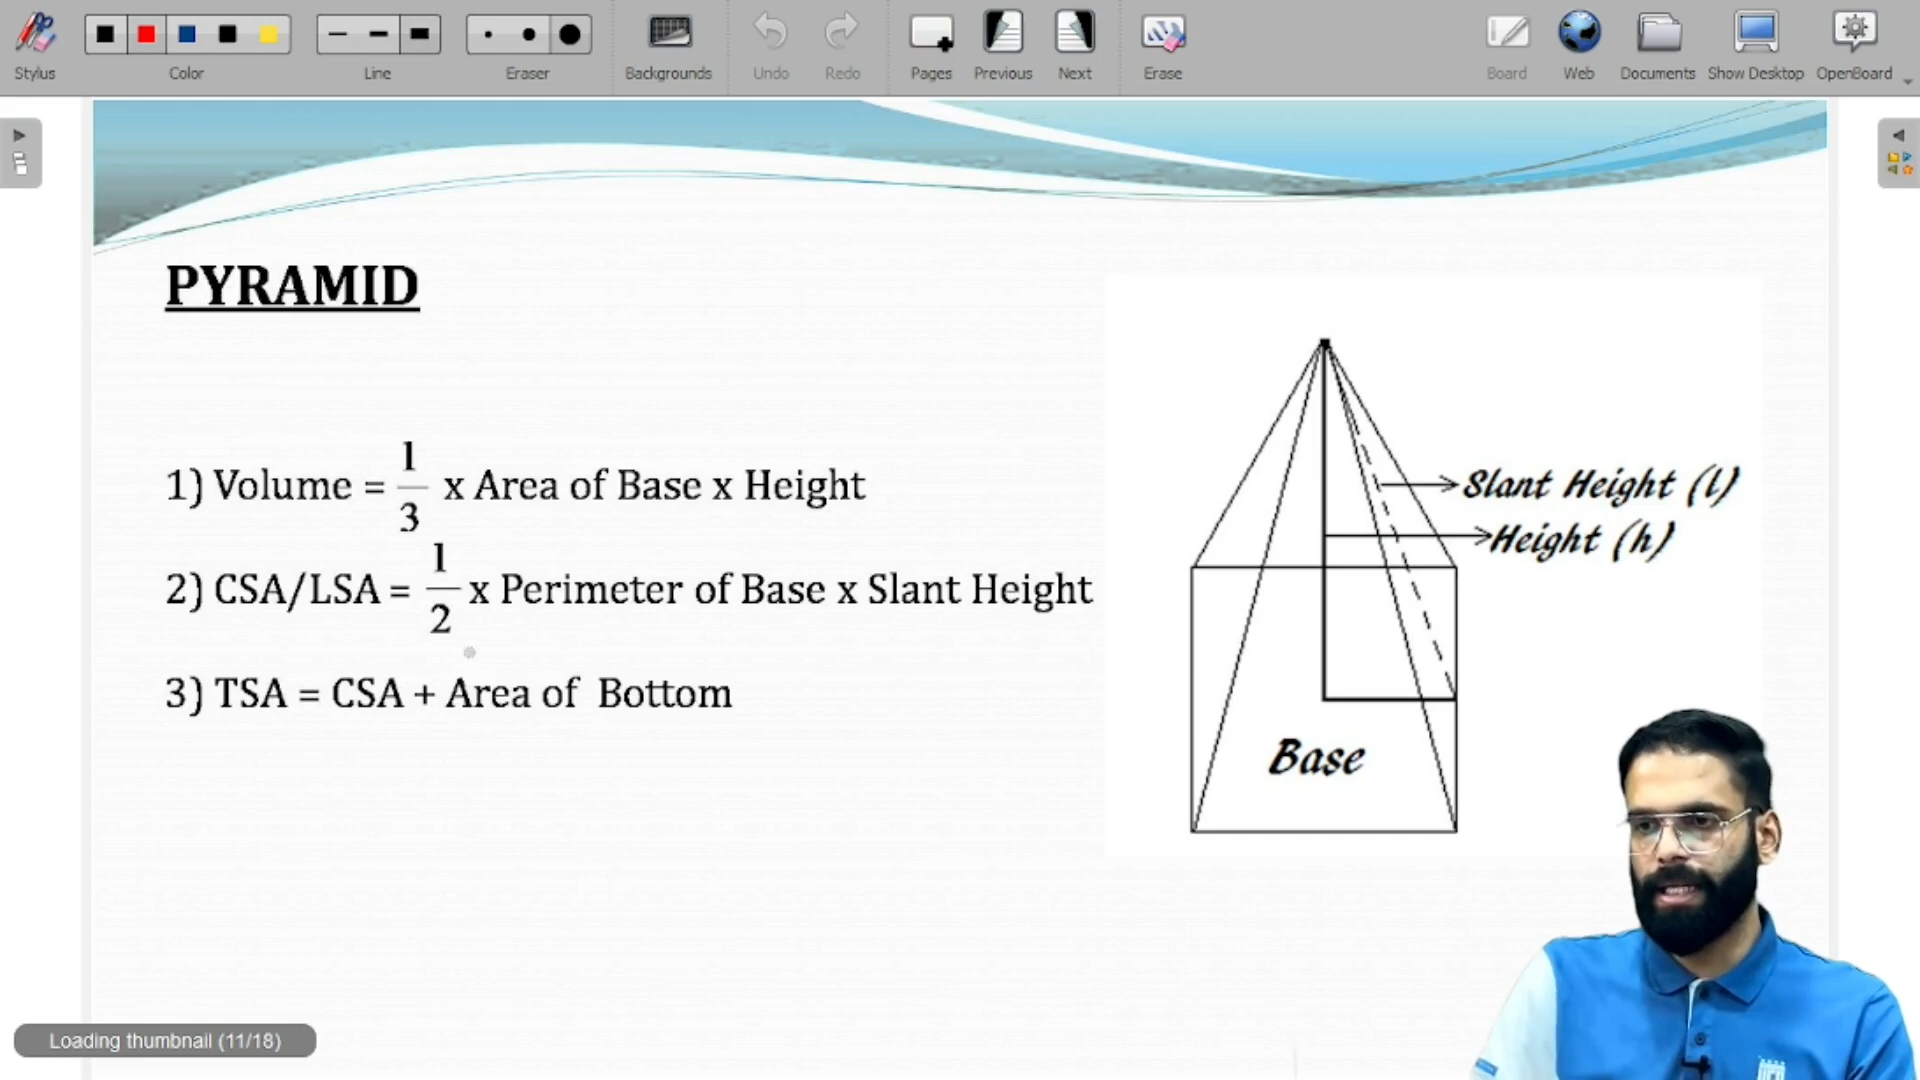 Stylus
Color
Line
Eraser
Backgrounds
Undo
Redo
Pages
Previous
Next
Erase
Board
Web
Documents
Show Desktop
OpenBoard
PYRAMID
1) Volume = 1/3 x Area of Base x Height
2) CSA/LSA = 1/2 x Perimeter of Base x Slant Height
3) TSA = CSA + Area of Bottom
Slant Height (l)
Height (h)
Base
Loading thumbnail (11/18)